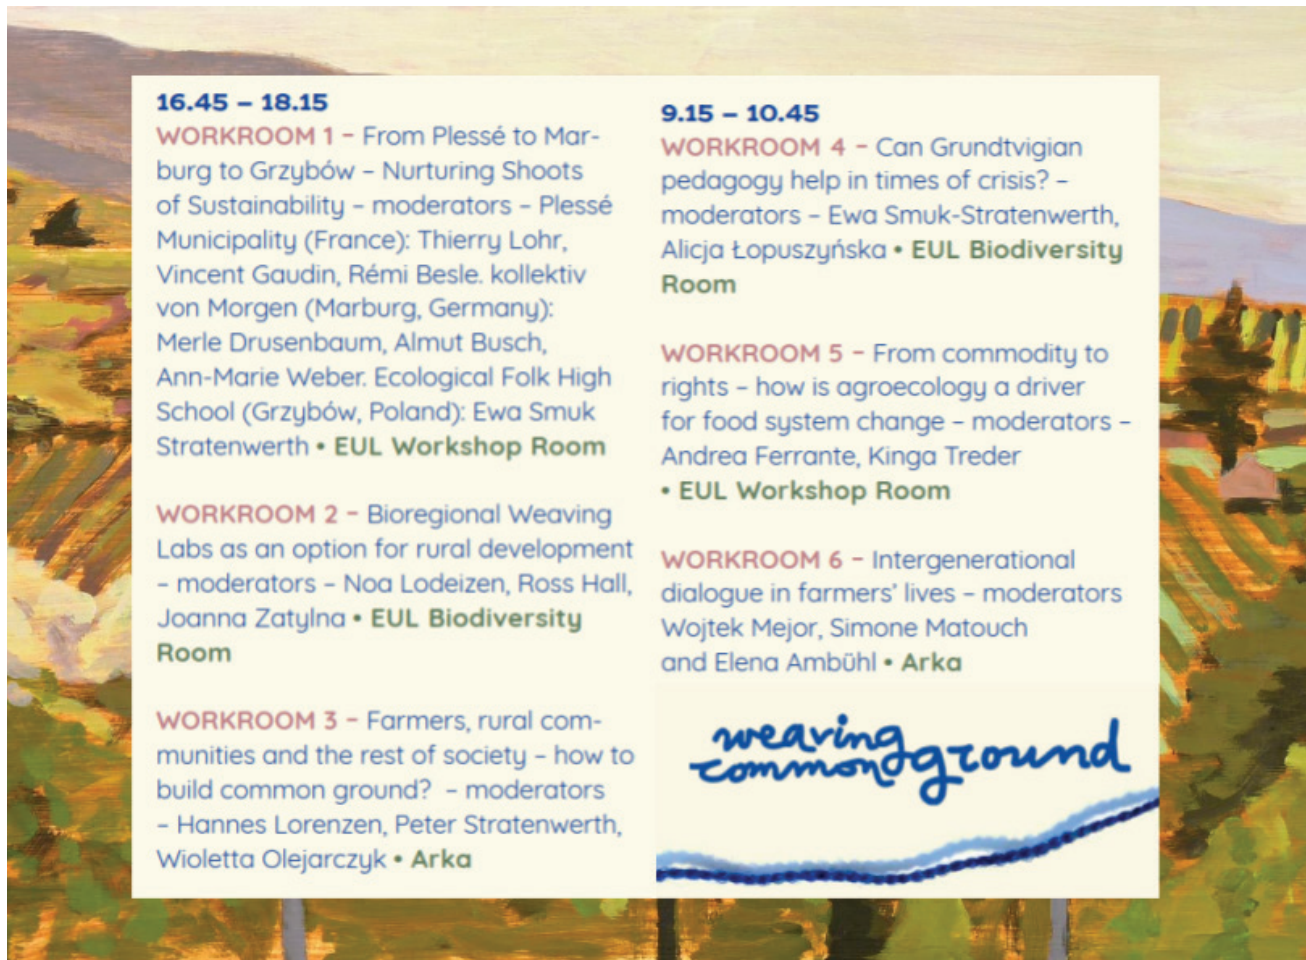 16.45 – 18.15
WORKROOM 1 – From Plessé to Mar-
burg to Grzybów – Nurturing Shoots
of Sustainability – moderators – Plessé
Municipality (France): Thierry Lohr,
Vincent Gaudin, Rémi Besle. kollektiv
von Morgen (Marburg, Germany):
Merle Drusenbaum, Almut Busch,
Ann-Marie Weber. Ecological Folk High
School (Grzybów, Poland): Ewa Smuk
Stratenwerth • EUL Workshop Room
WORKROOM 2 – Bioregional Weaving
Labs as an option for rural development
– moderators – Noa Lodeizen, Ross Hall,
Joanna Zatylna • EUL Biodiversity
Room
WORKROOM 3 – Farmers, rural com-
munities and the rest of society – how to
build common ground? – moderators
– Hannes Lorenzen, Peter Stratenwerth,
Wioletta Olejarczyk • Arka
9.15 – 10.45
WORKROOM 4 – Can Grundtvigian
pedagogy help in times of crisis? –
moderators – Ewa Smuk-Stratenwerth,
Alicja Łopuszyńska • EUL Biodiversity
Room
WORKROOM 5 – From commodity to
rights – how is agroecology a driver
for food system change – moderators –
Andrea Ferrante, Kinga Treder
• EUL Workshop Room
WORKROOM 6 – Intergenerational
dialogue in farmers' lives – moderators
Wojtek Mejor, Simone Matouch
and Elena Ambühl • Arka
weaving
common ground